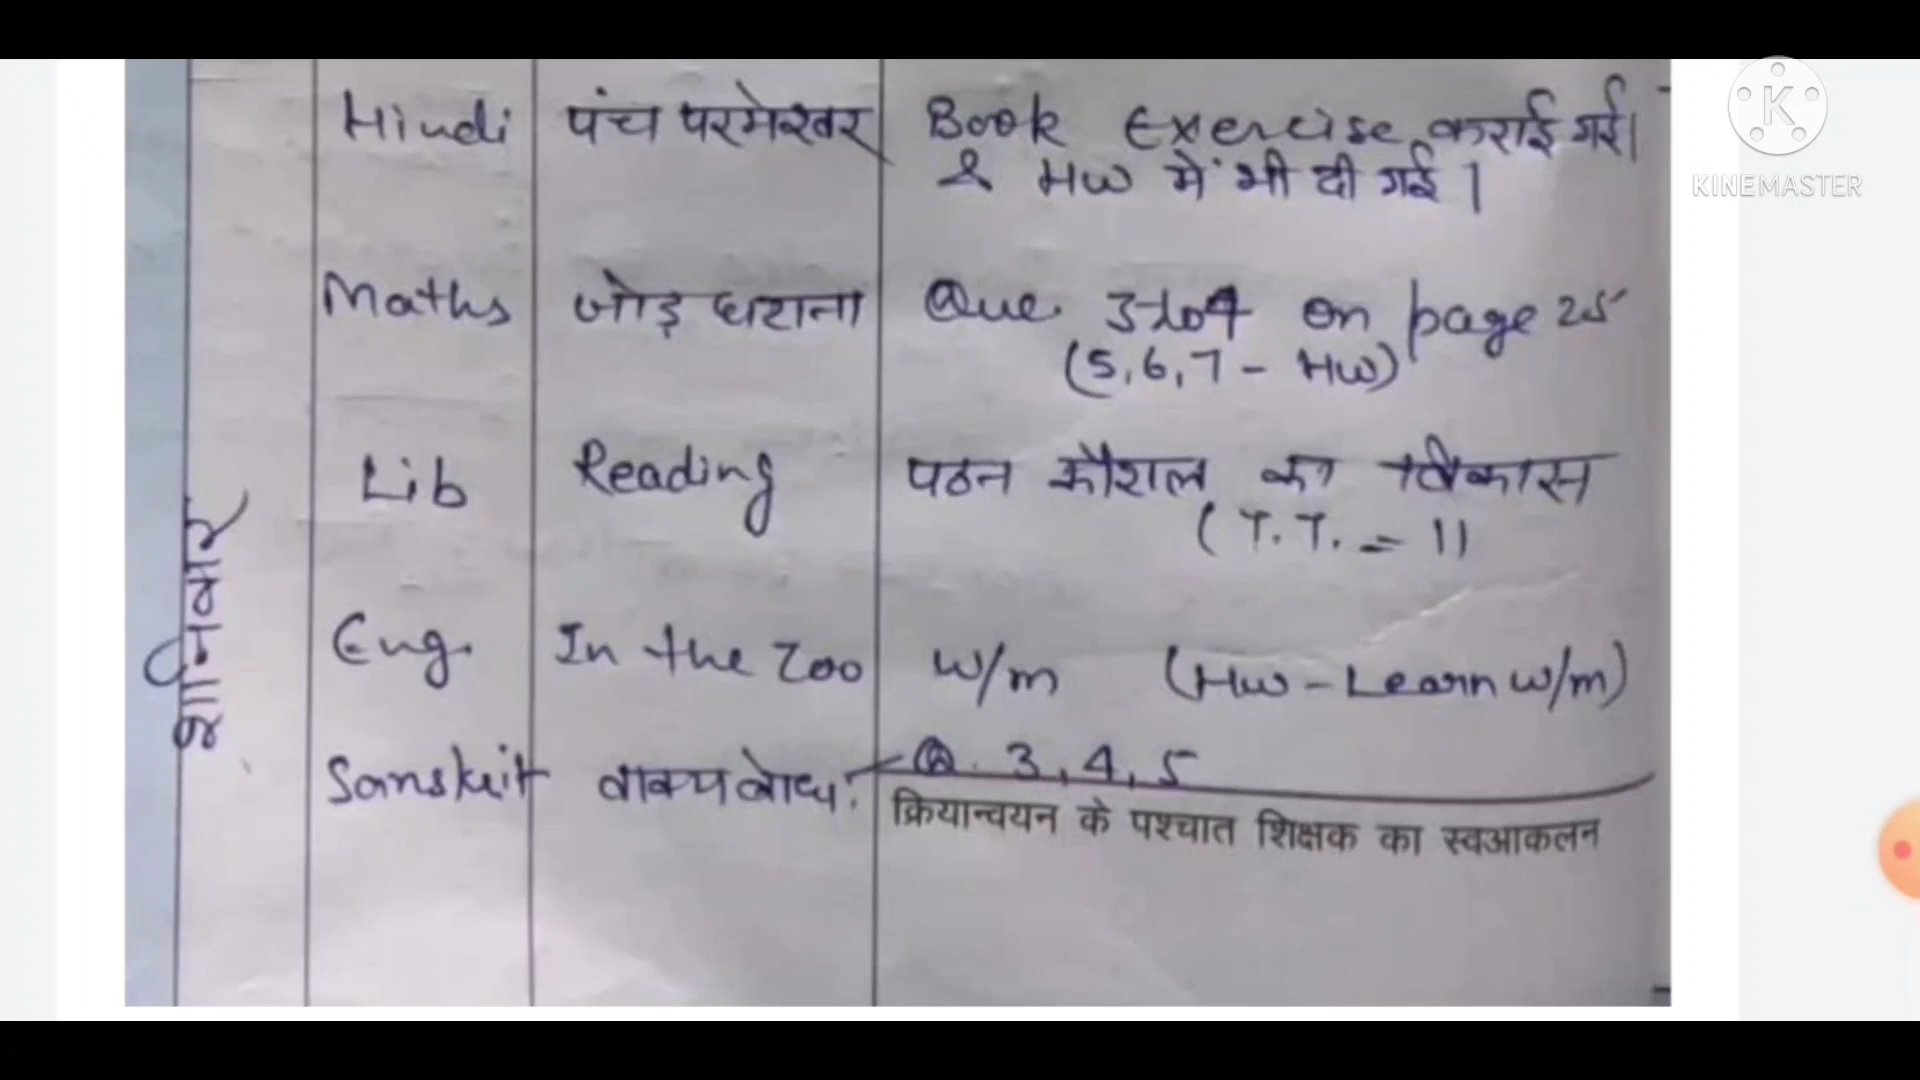 Hindi पंच परमेश्वर Book Exercise कराई गई।
& HW में भी दी गई।
K
KINEMASTER
Maths जोड़ घटाना Que. 3 to 4 on page 25
(5,6,7 - HW)
Lib Reading पठन कौशल का विकास
(T.T. = 11
शनिवार
Eng. In the Zoo w/m (HW - Learn w/m)
Sanskrit वाक्यबोधः Q. 3, 4, 5
क्रियान्वयन के पश्चात शिक्षक का स्वआकलन